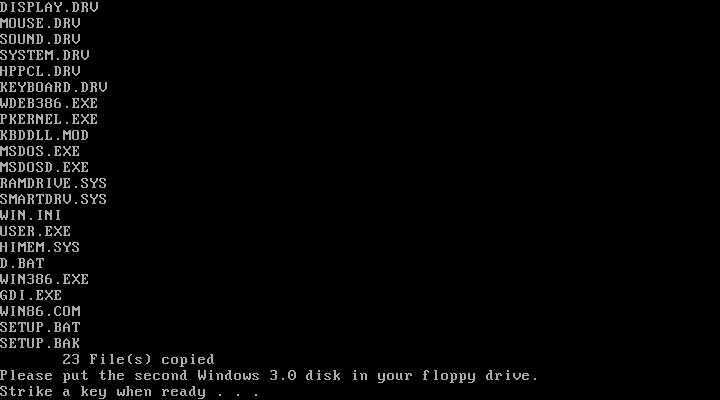 DISPLAY.DRV
MOUSE.DRV
SOUND.DRV
SYSTEM.DRV
HPPCL.DRV
KEYBOARD.DRV
WDEB386.EXE
PKERNEL.EXE
KBDDLL.MOD
MSDOS.EXE
MSDOSD.EXE
RAMDRIVE.SYS
SMARTDRV.SYS
WIN.INI
USER.EXE
HIMEM.SYS
D.BAT
WIN386.EXE
GDI.EXE
WIN86.COM
SETUP.BAT
SETUP.BAK
23 File(s) copied
Please put the second Windows 3.0 disk in your floppy drive.
Strike a key when ready . . .